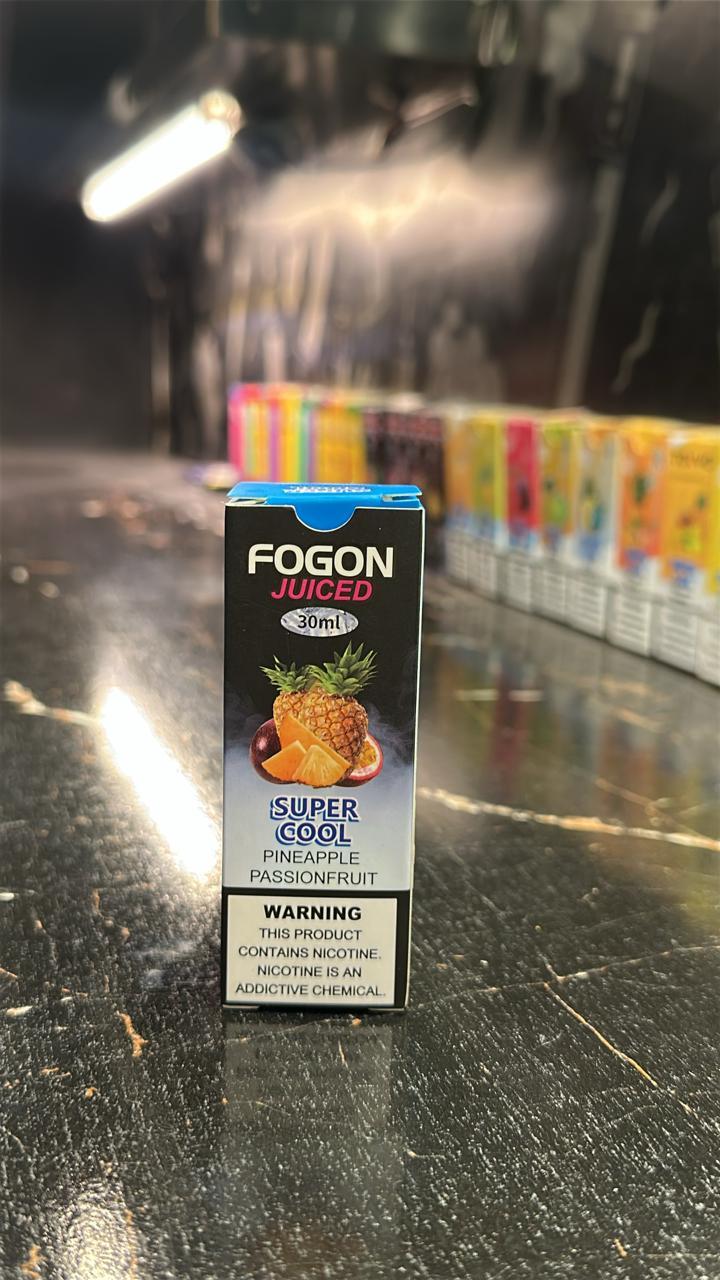 FOGON
JUICED
30ml
SUPER
COOL
PINEAPPLE
PASSIONFRUIT
WARNING
THIS PRODUCT
CONTAINS NICOTINE.
NICOTINE IS AN
ADDICTIVE CHEMICAL.